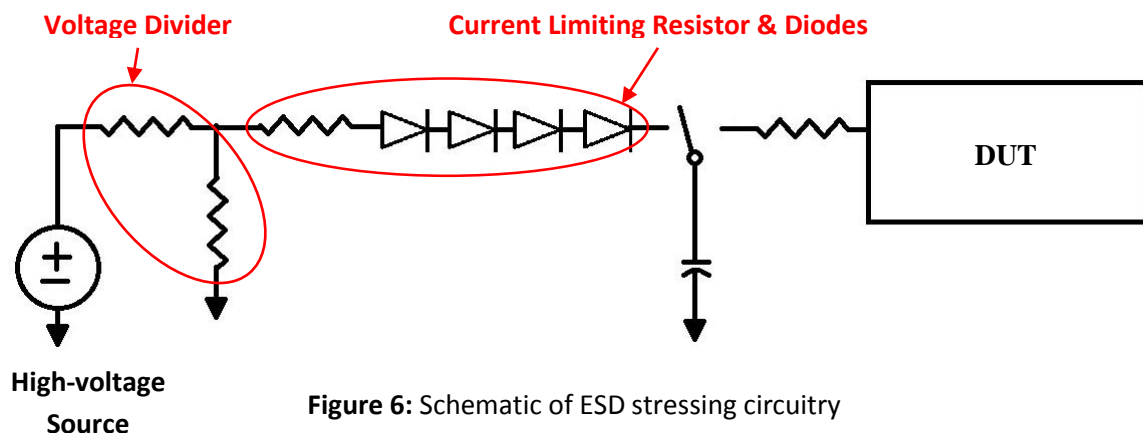 Voltage Divider
Current Limiting Resistor & Diodes
DUT
High-voltage
Source
Figure 6: Schematic of ESD stressing circuitry